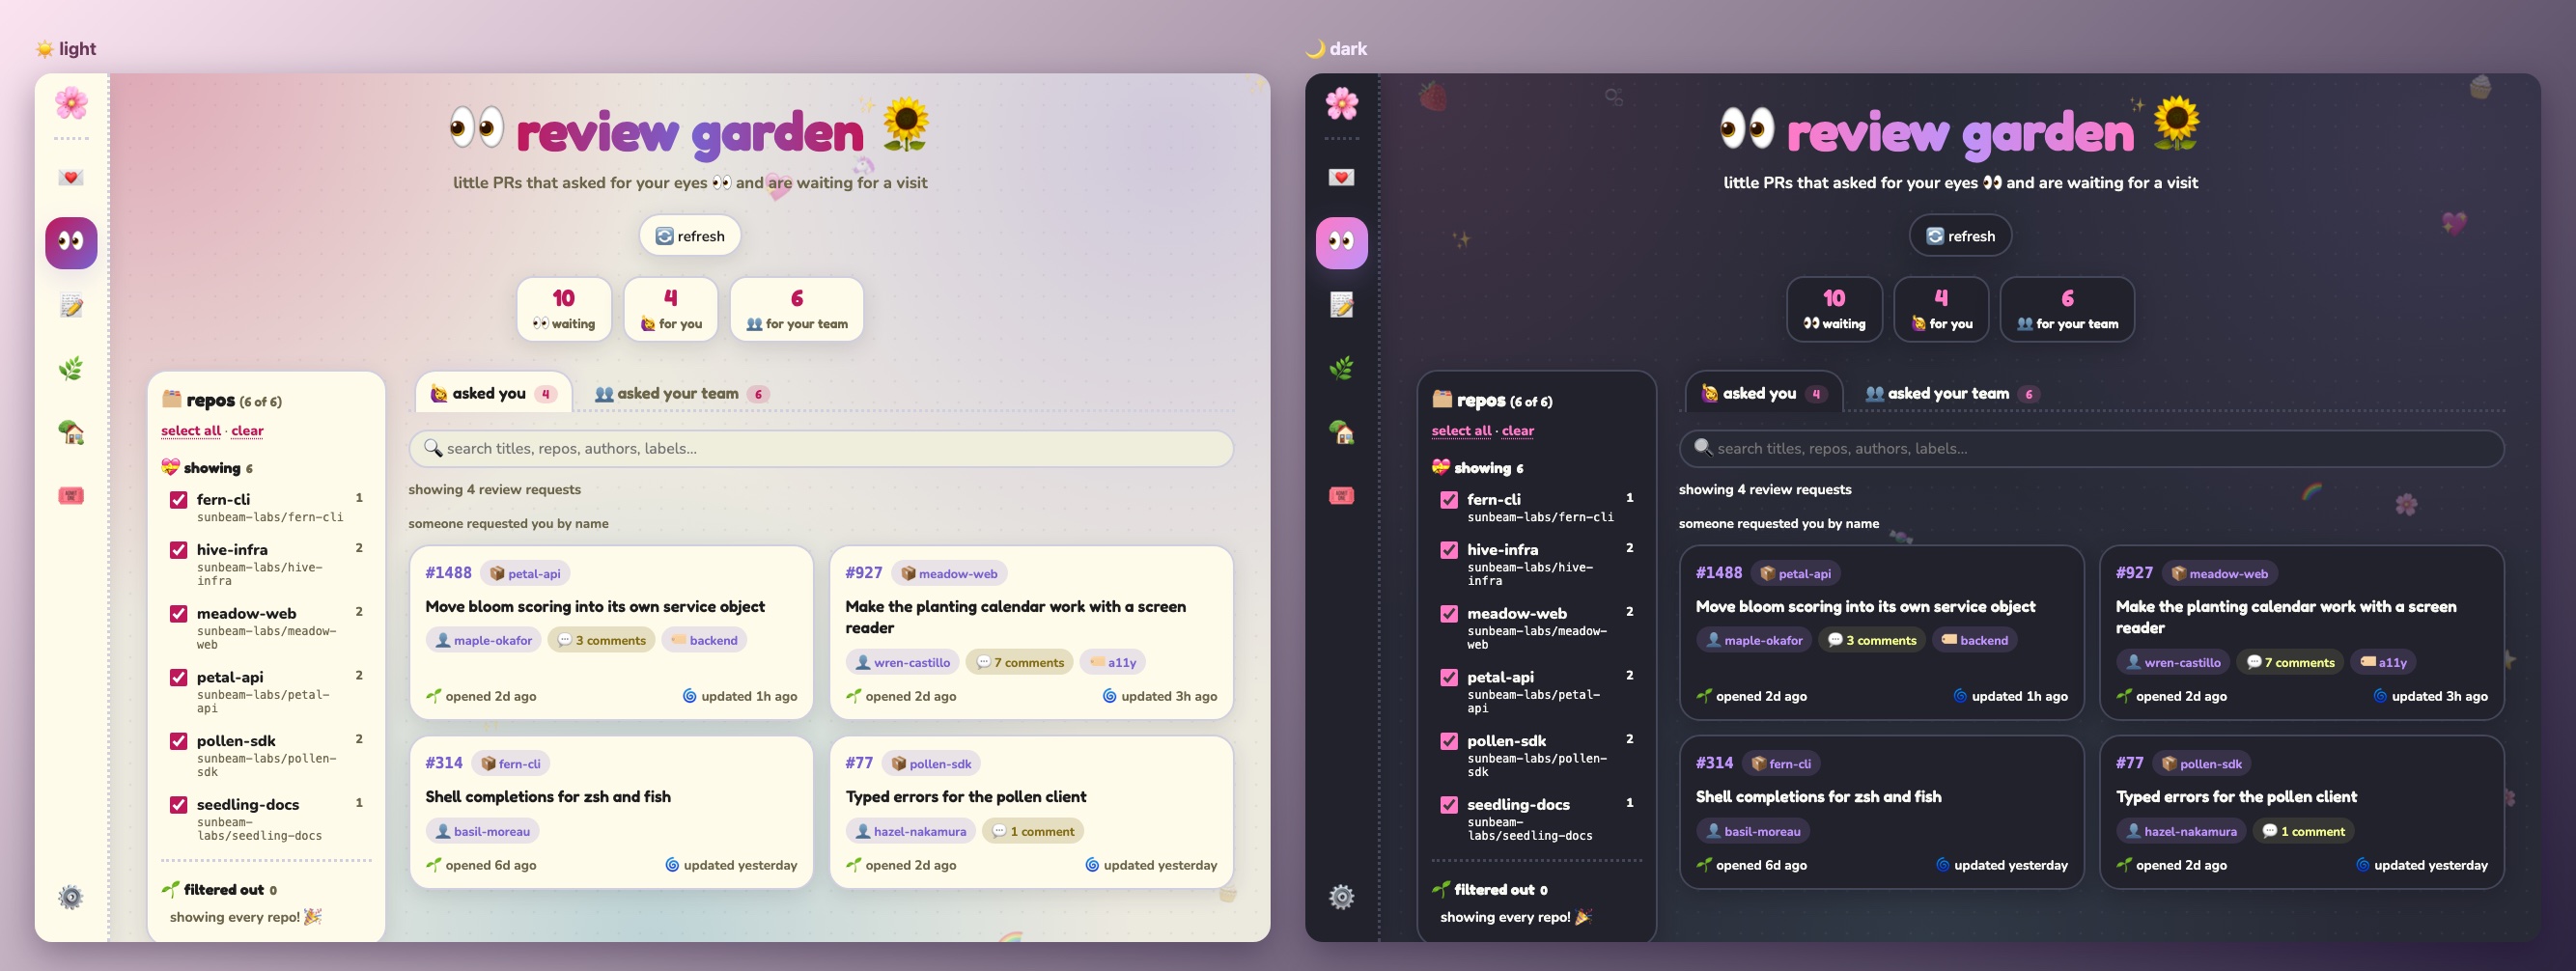 ☀️ light
👀 review garden 🌻
little PRs that asked for your eyes 👀 and are waiting for a visit
🔄 refresh
10
👀 waiting
4
🙋 for you
6
👥 for your team
🗂️ repos (6 of 6)
select all · clear
💝 showing 6
fern-cli 1
sunbeam-labs/fern-cli
hive-infra 2
sunbeam-labs/hive-
infra
meadow-web 2
sunbeam-labs/meadow-
web
petal-api 2
sunbeam-labs/petal-
api
pollen-sdk 2
sunbeam-labs/pollen-
sdk
seedling-docs 1
sunbeam-
labs/seedling-docs
🌱 filtered out 0
showing every repo! 🎉
🙋 asked you 4
👥 asked your team 6
🔍 search titles, repos, authors, labels...
showing 4 review requests
someone requested you by name
#1488 📦 petal-api
Move bloom scoring into its own service object
👤 maple-okafor 💬 3 comments 🏷️ backend
🌱 opened 2d ago 🌀 updated 1h ago
#927 📦 meadow-web
Make the planting calendar work with a screen
reader
👤 wren-castillo 💬 7 comments 🏷️ a11y
🌱 opened 2d ago 🌀 updated 3h ago
#314 📦 fern-cli
Shell completions for zsh and fish
👤 basil-moreau
🌱 opened 6d ago 🌀 updated yesterday
#77 📦 pollen-sdk
Typed errors for the pollen client
👤 hazel-nakamura 💬 1 comment
🌱 opened 2d ago 🌀 updated yesterday
🌙 dark
👀 review garden 🌻
little PRs that asked for your eyes 👀 and are waiting for a visit
🔄 refresh
10
👀 waiting
4
🙋 for you
6
👥 for your team
🗂️ repos (6 of 6)
select all · clear
💝 showing 6
fern-cli 1
sunbeam-labs/fern-cli
hive-infra 2
sunbeam-labs/hive-
infra
meadow-web 2
sunbeam-labs/meadow-
web
petal-api 2
sunbeam-labs/petal-
api
pollen-sdk 2
sunbeam-labs/pollen-
sdk
seedling-docs 1
sunbeam-
labs/seedling-docs
🌱 filtered out 0
showing every repo! 🎉
🙋 asked you 4
👥 asked your team 6
🔍 search titles, repos, authors, labels...
showing 4 review requests
someone requested you by name
#1488 📦 petal-api
Move bloom scoring into its own service object
👤 maple-okafor 💬 3 comments 🏷️ backend
🌱 opened 2d ago 🌀 updated 1h ago
#927 📦 meadow-web
Make the planting calendar work with a screen
reader
👤 wren-castillo 💬 7 comments 🏷️ a11y
🌱 opened 2d ago 🌀 updated 3h ago
#314 📦 fern-cli
Shell completions for zsh and fish
👤 basil-moreau
🌱 opened 6d ago 🌀 updated yesterday
#77 📦 pollen-sdk
Typed errors for the pollen client
👤 hazel-nakamura 💬 1 comment
🌱 opened 2d ago 🌀 updated yesterday